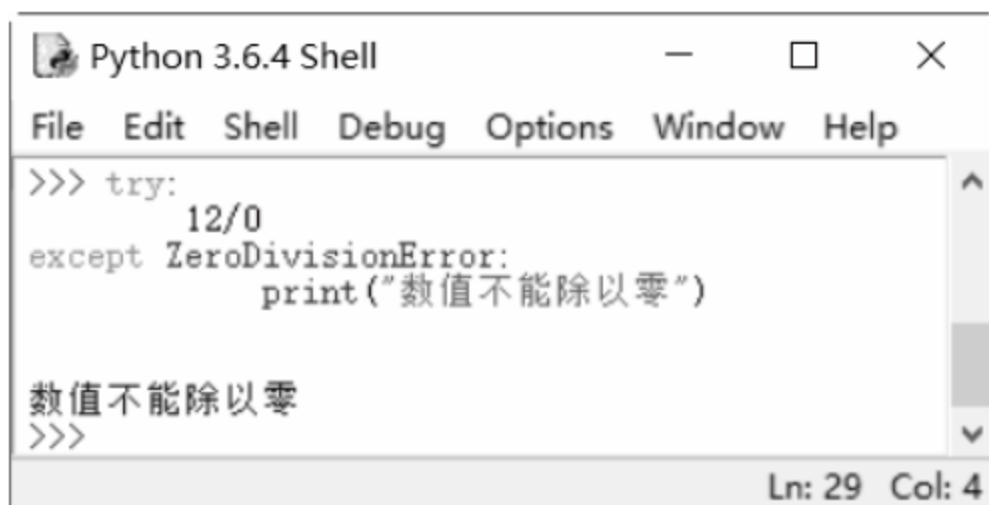 Python 3.6.4 Shell
File Edit Shell Debug Options Window Help
>>> try:
        12/0
except ZeroDivisionError:
            print("数值不能除以零")
数值不能除以零
>>>
Ln: 29 Col: 4